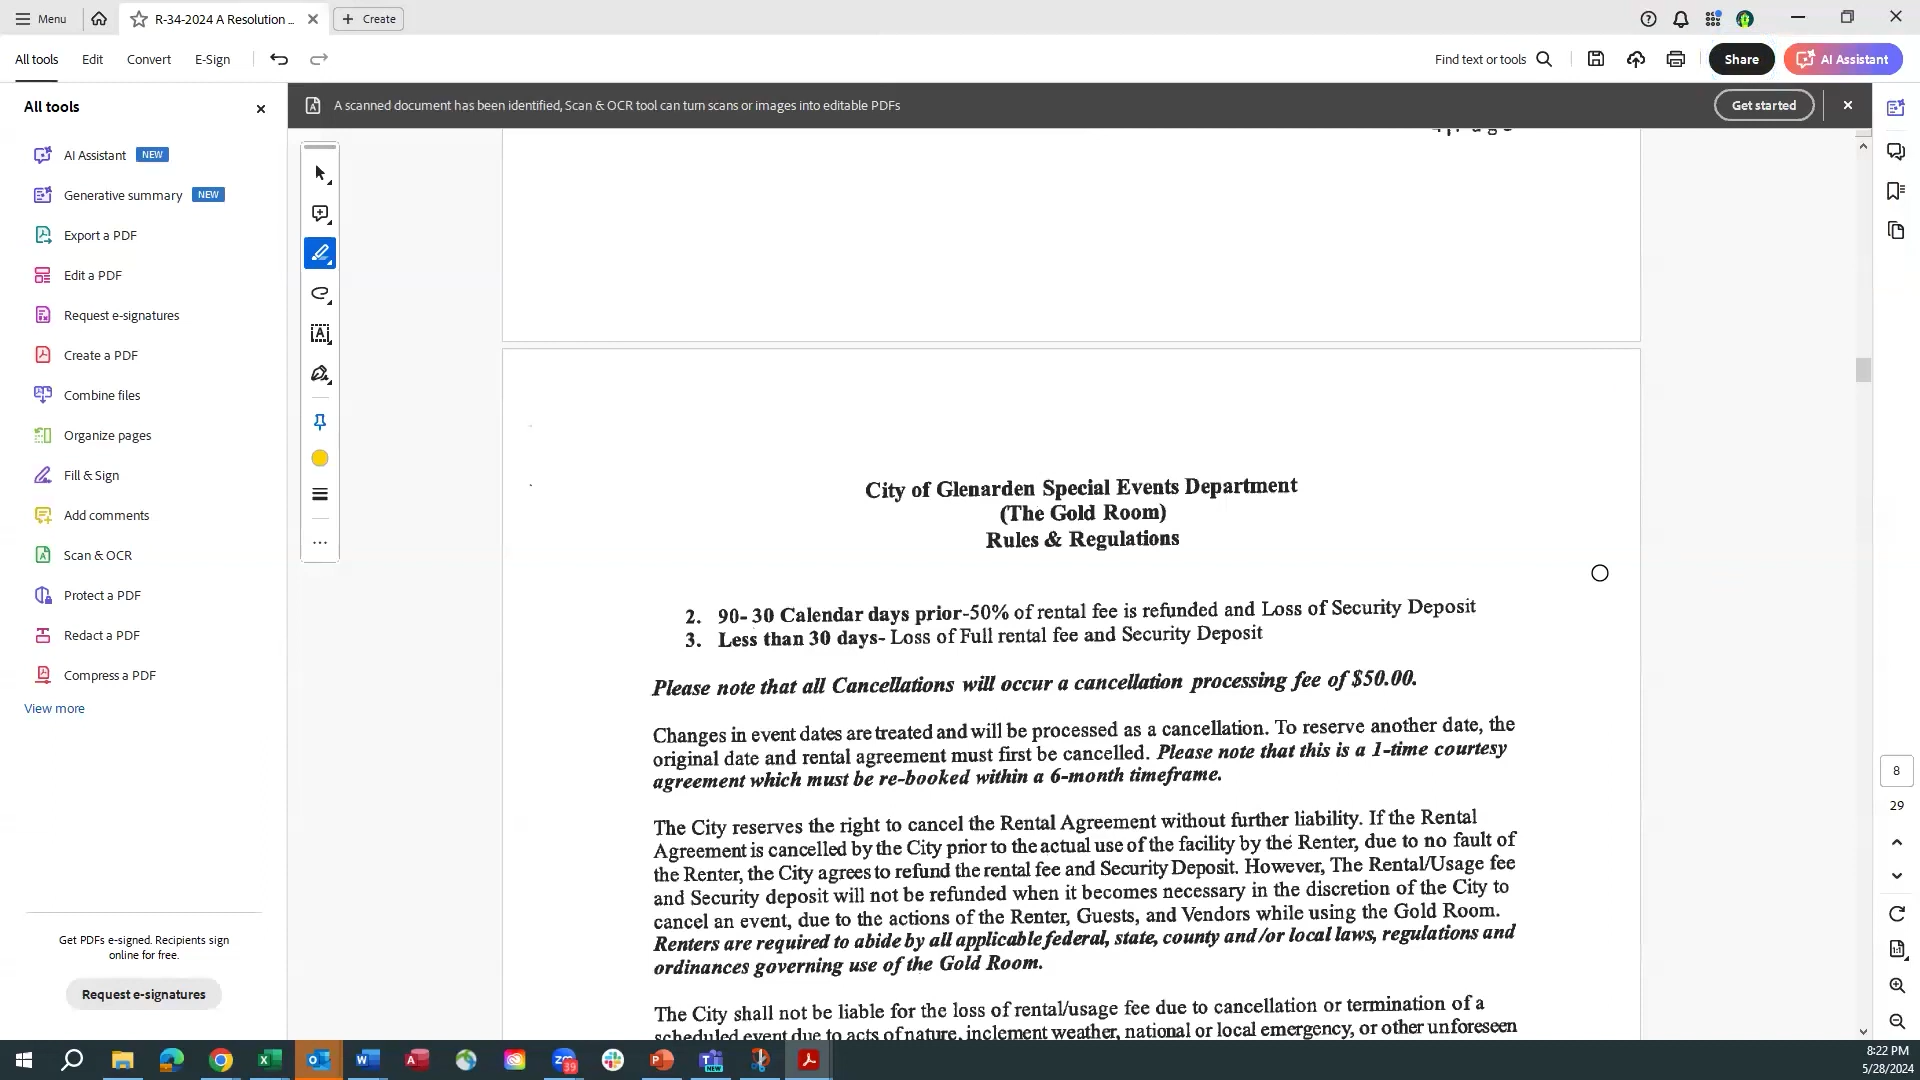 Menu
R-34-2024 A Resolution ...
Create
All tools
Edit
Convert
E-Sign
Find text or tools
Share
AI Assistant
All tools
A scanned document has been identified, Scan & OCR tool can turn scans or images into editable PDFs
Get started
AI Assistant NEW
Generative summary NEW
Export a PDF
Edit a PDF
Request e-signatures
Create a PDF
Combine files
Organize pages
Fill & Sign
Add comments
Scan & OCR
Protect a PDF
Redact a PDF
Compress a PDF
View more
Get PDFs e-signed. Recipients sign
online for free.
Request e-signatures
City of Glenarden Special Events Department
(The Gold Room)
Rules & Regulations
2. 90- 30 Calendar days prior-50% of rental fee is refunded and Loss of Security Deposit
3. Less than 30 days- Loss of Full rental fee and Security Deposit
Please note that all Cancellations will occur a cancellation processing fee of $50.00.
Changes in event dates are treated and will be processed as a cancellation. To reserve another date, the
original date and rental agreement must first be cancelled. Please note that this is a 1-time courtesy
agreement which must be re-booked within a 6-month timeframe.
The City reserves the right to cancel the Rental Agreement without further liability. If the Rental
Agreement is cancelled by the City prior to the actual use of the facility by the Renter, due to no fault of
the Renter, the City agrees to refund the rental fee and Security Deposit. However, The Rental/Usage fee
and Security deposit will not be refunded when it becomes necessary in the discretion of the City to
cancel an event, due to the actions of the Renter, Guests, and Vendors while using the Gold Room.
Renters are required to abide by all applicable federal, state, county and/or local laws, regulations and
ordinances governing use of the Gold Room.
The City shall not be liable for the loss of rental/usage fee due to cancellation or termination of a
scheduled event due to acts of nature, inclement weather, national or local emergency, or other unforeseen
8
29
8:22 PM
5/28/2024